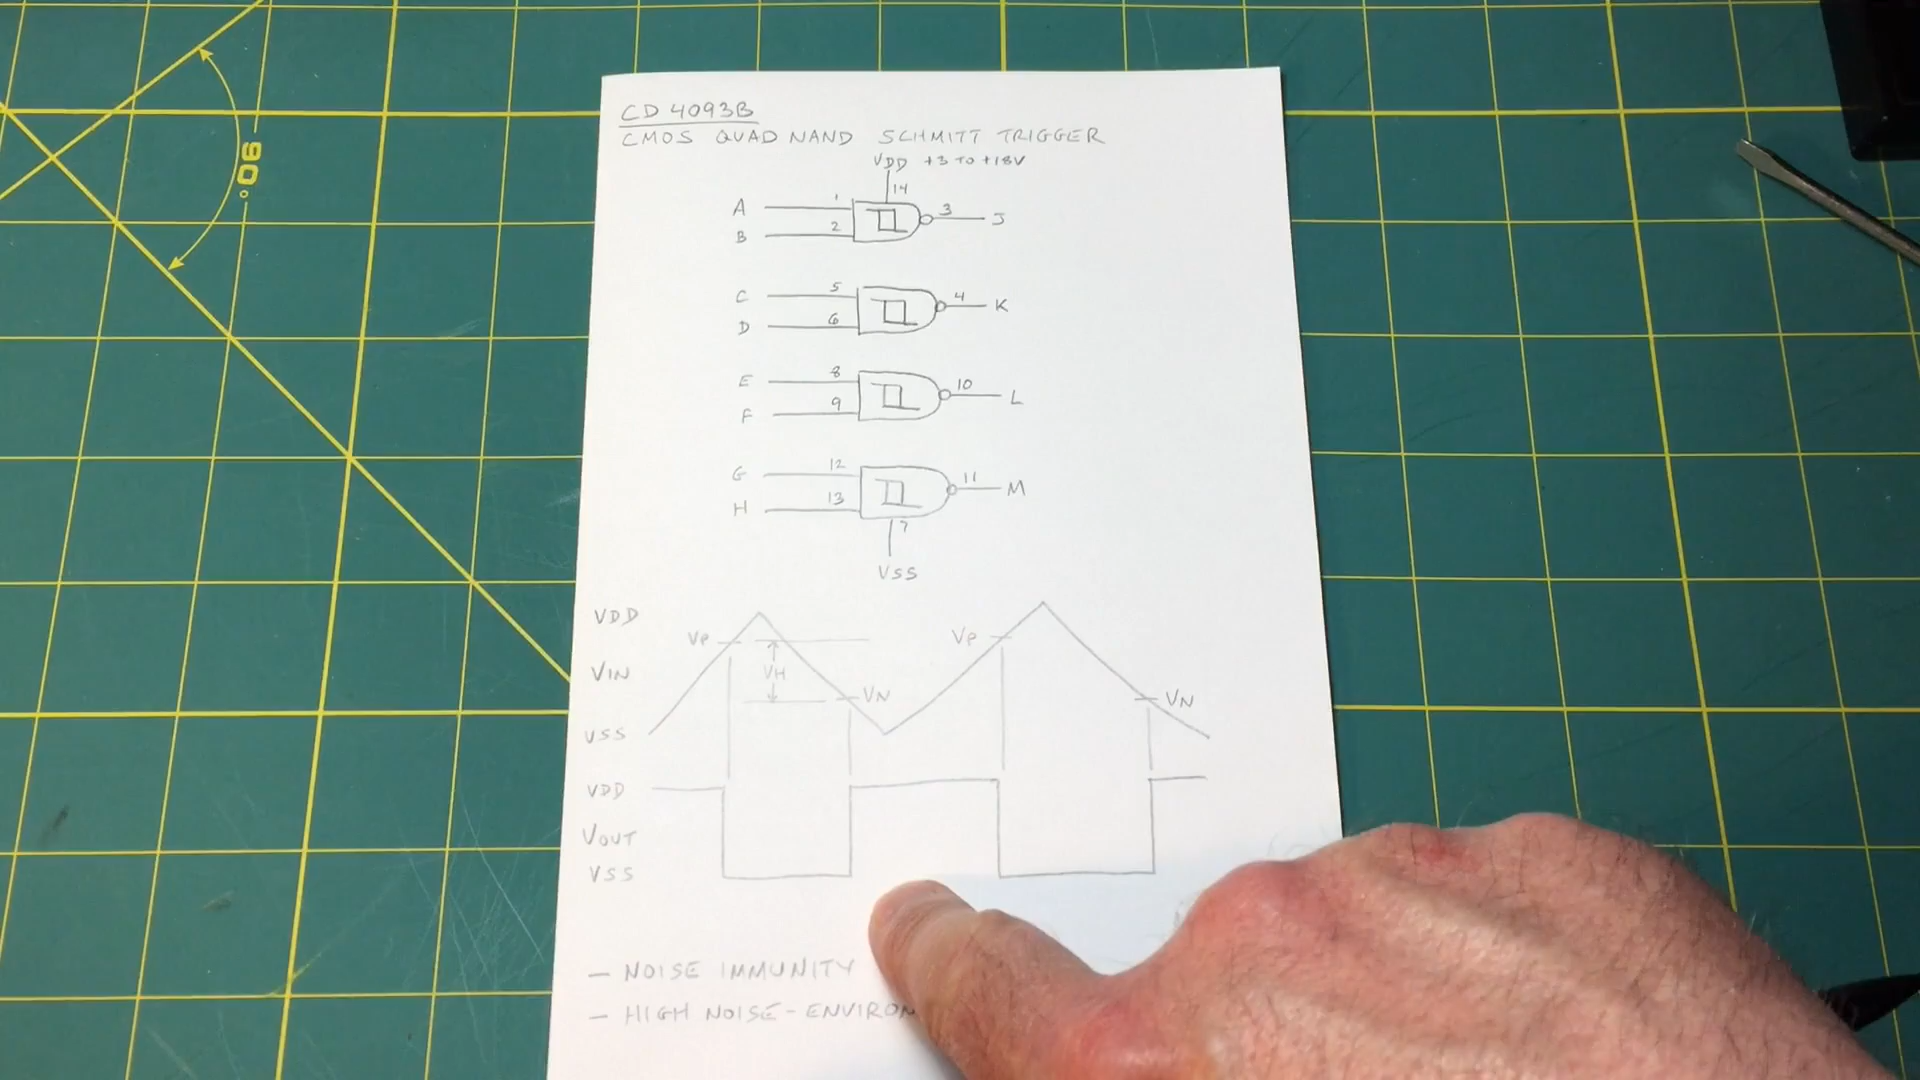 CD 4093B
CMOS QUAD NAND SCHMITT TRIGGER
VDD +3 TO +18V
14
A 1
B 2
3 J
C 5
D 6
4 K
E 8
F 9
10 L
G 12
H 13
11 M
7
VSS
VDD
VP VP
VIN VH VN VN
VSS
VDD
VOUT
VSS
— NOISE IMMUNITY
— HIGH NOISE - ENVIRON
90°